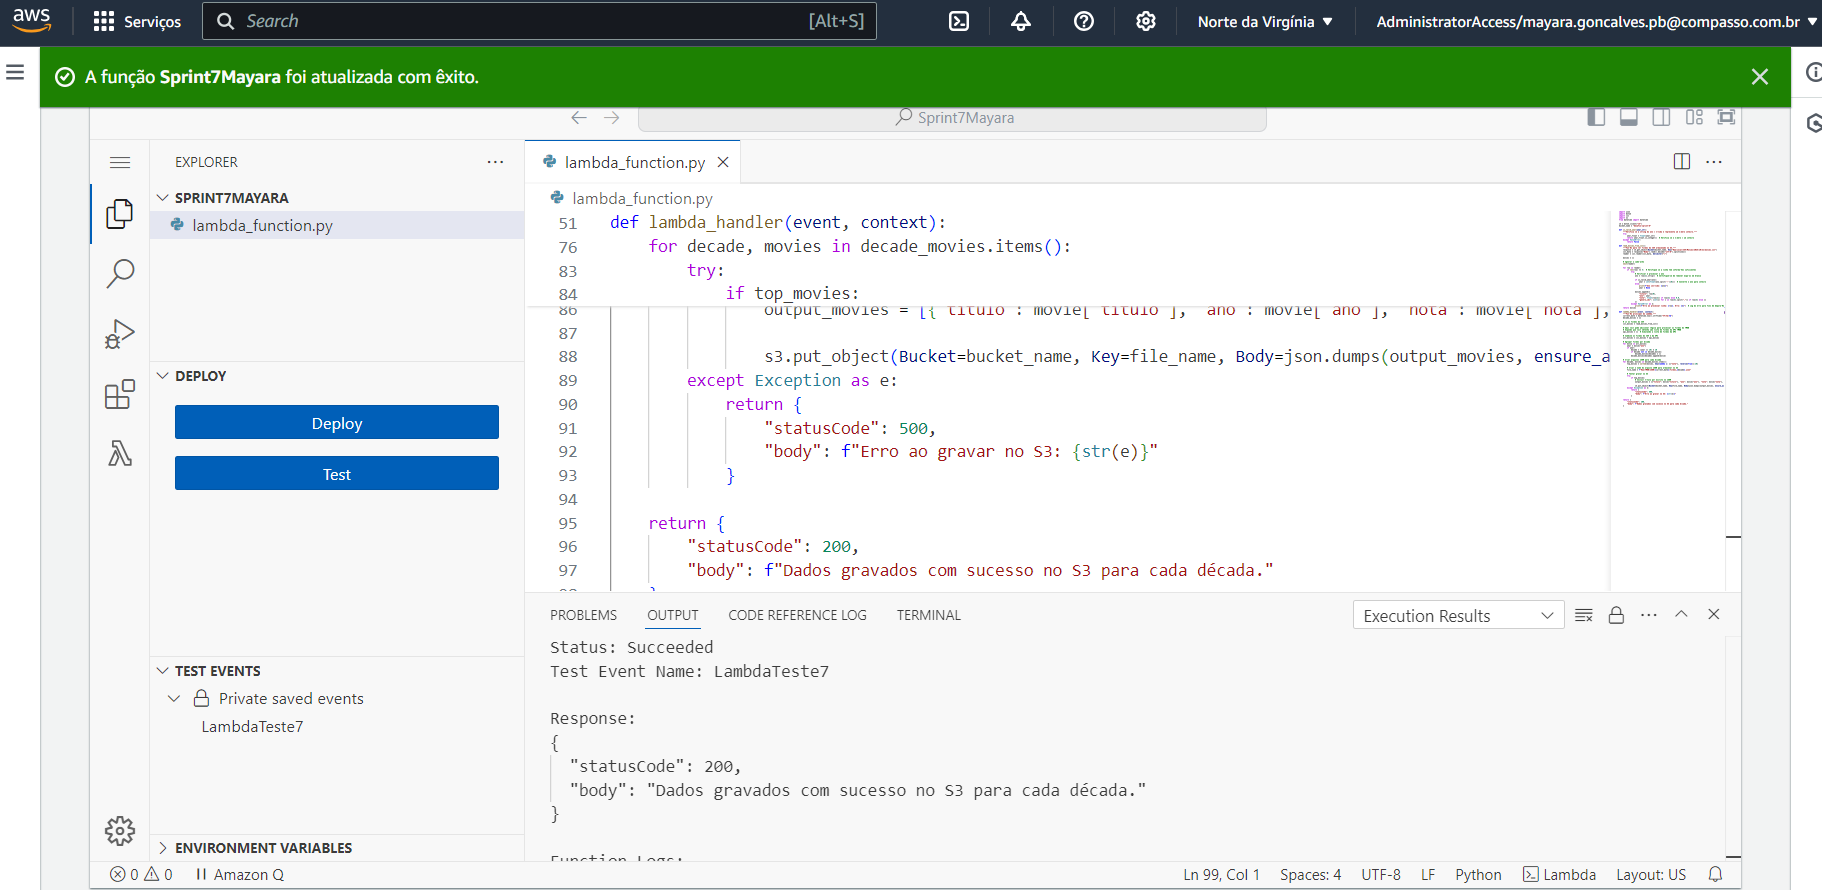 aws
Serviços
Search
[Alt+S]
Norte da Virgínia
AdministratorAccess/mayara.goncalves.pb@compasso.com.br
A função Sprint7Mayara foi atualizada com êxito.
Sprint7Mayara
EXPLORER
SPRINT7MAYARA
lambda_function.py
DEPLOY
Deploy
Test
TEST EVENTS
Private saved events
LambdaTeste7
ENVIRONMENT VARIABLES
lambda_function.py
lambda_function.py
51 def lambda_handler(event, context):
76 for decade, movies in decade_movies.items():
83 try:
84 if top_movies:
86 output_movies = [{ titulo : movie[ titulo ], ano : movie[ ano ], nota : movie[ nota ],
87
88 s3.put_object(Bucket=bucket_name, Key=file_name, Body=json.dumps(output_movies, ensure_a
89 except Exception as e:
90 return {
91 "statusCode": 500,
92 "body": f"Erro ao gravar no S3: {str(e)}"
93 }
94
95 return {
96 "statusCode": 200,
97 "body": f"Dados gravados com sucesso no S3 para cada década."
98 }
PROBLEMS OUTPUT CODE REFERENCE LOG TERMINAL
Execution Results
Status: Succeeded
Test Event Name: LambdaTeste7
Response:
{
"statusCode": 200,
"body": "Dados gravados com sucesso no S3 para cada década."
}
Function Logs:
0 0 Amazon Q
Ln 99, Col 1 Spaces: 4 UTF-8 LF Python Lambda Layout: US